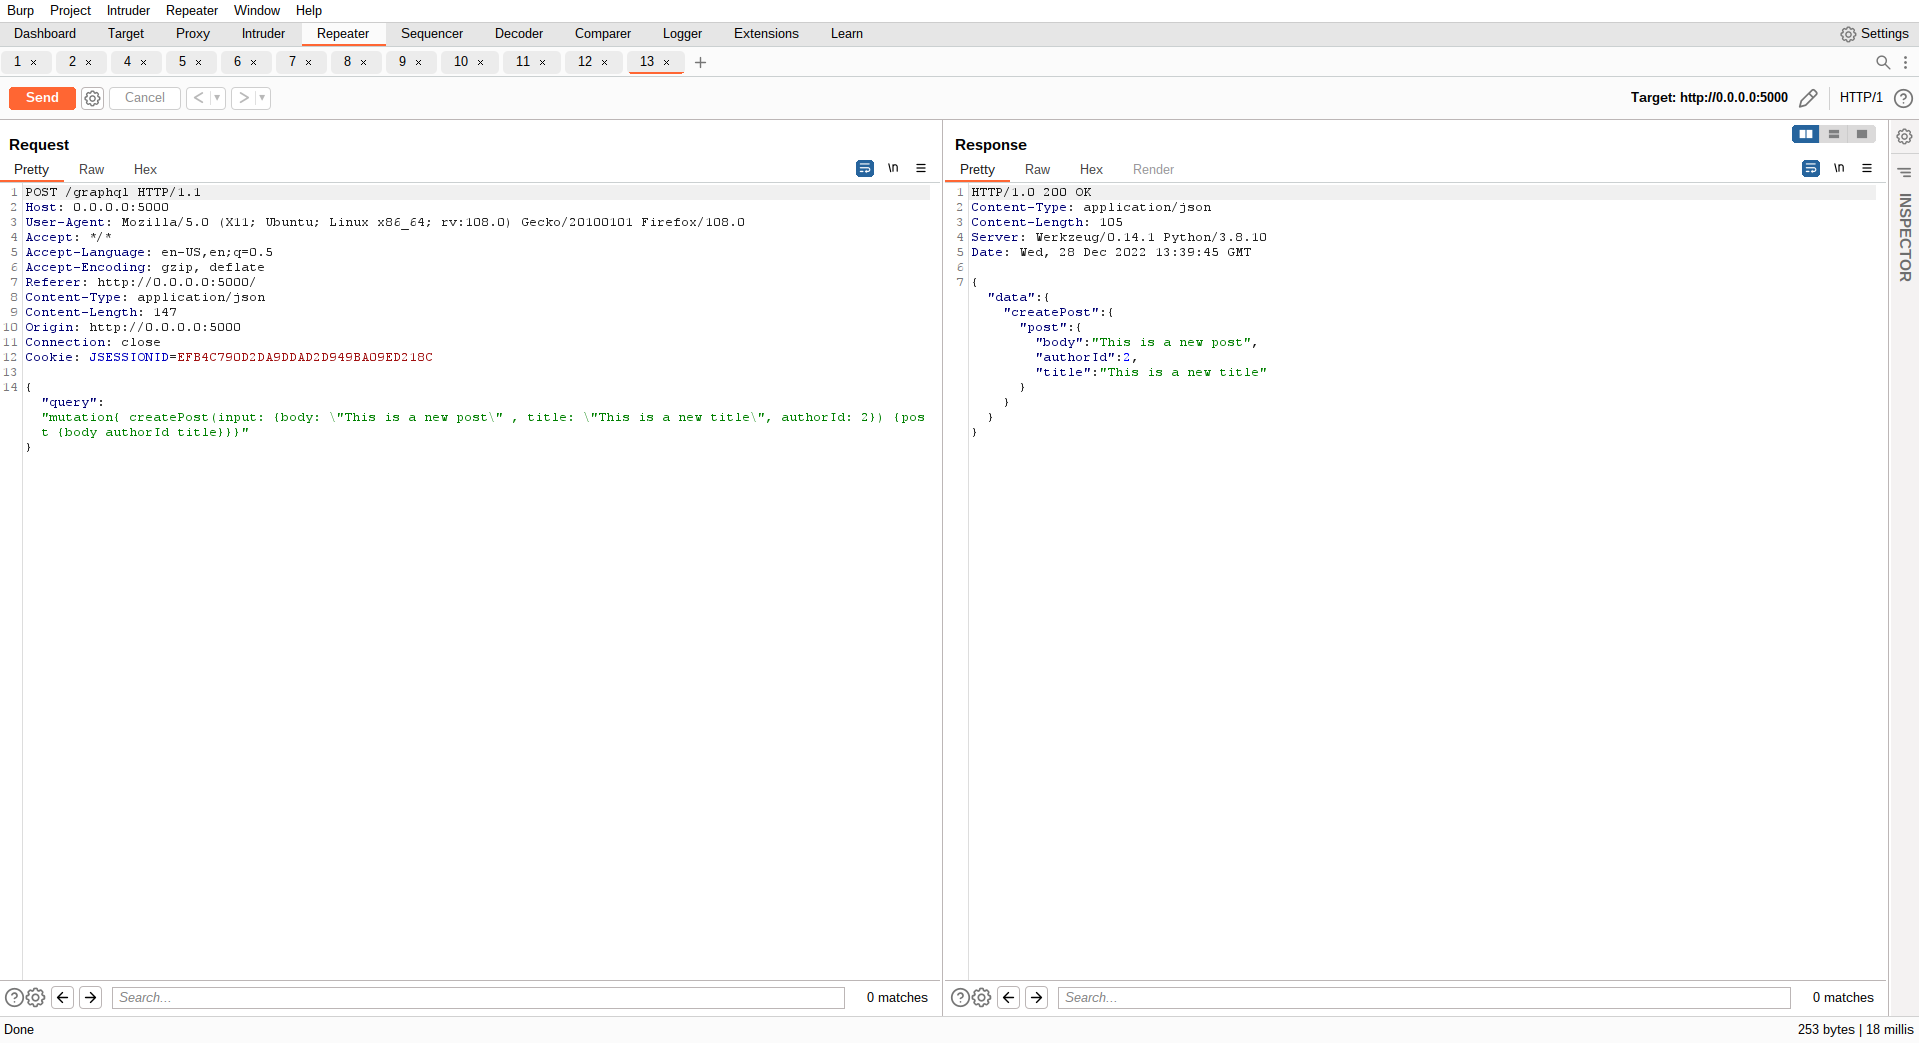 Burp Project Intruder Repeater Window Help
Dashboard Target Proxy Intruder Repeater Sequencer Decoder Comparer Logger Extensions Learn Settings
1 × 2 × 4 × 5 × 6 × 7 × 8 × 9 × 10 × 11 × 12 × 13 × +
Send Cancel < > Target: http://0.0.0.0:5000 HTTP/1 ?
Request
Pretty Raw Hex \n
1 POST /graphql HTTP/1.1
2 Host: 0.0.0.0:5000
3 User-Agent: Mozilla/5.0 (X11; Ubuntu; Linux x86_64; rv:108.0) Gecko/20100101 Firefox/108.0
4 Accept: */*
5 Accept-Language: en-US,en;q=0.5
6 Accept-Encoding: gzip, deflate
7 Referer: http://0.0.0.0:5000/
8 Content-Type: application/json
9 Content-Length: 147
10 Origin: http://0.0.0.0:5000
11 Connection: close
12 Cookie: JSESSIONID=EFB4C790D2DA9DDAD2D949BA09ED218C
13
14 {
"query":
"mutation{ createPost(input: {body: \"This is a new post\" , title: \"This is a new title\", authorId: 2}) {pos
t {body authorId title}}}"
}
? Search... 0 matches
Response
Pretty Raw Hex Render \n
1 HTTP/1.0 200 OK
2 Content-Type: application/json
3 Content-Length: 105
4 Server: Werkzeug/0.14.1 Python/3.8.10
5 Date: Wed, 28 Dec 2022 13:39:45 GMT
6
7 {
"data":{
"createPost":{
"post":{
"body":"This is a new post",
"authorId":2,
"title":"This is a new title"
}
}
}
}
? Search... 0 matches
INSPECTOR
Done 253 bytes | 18 millis